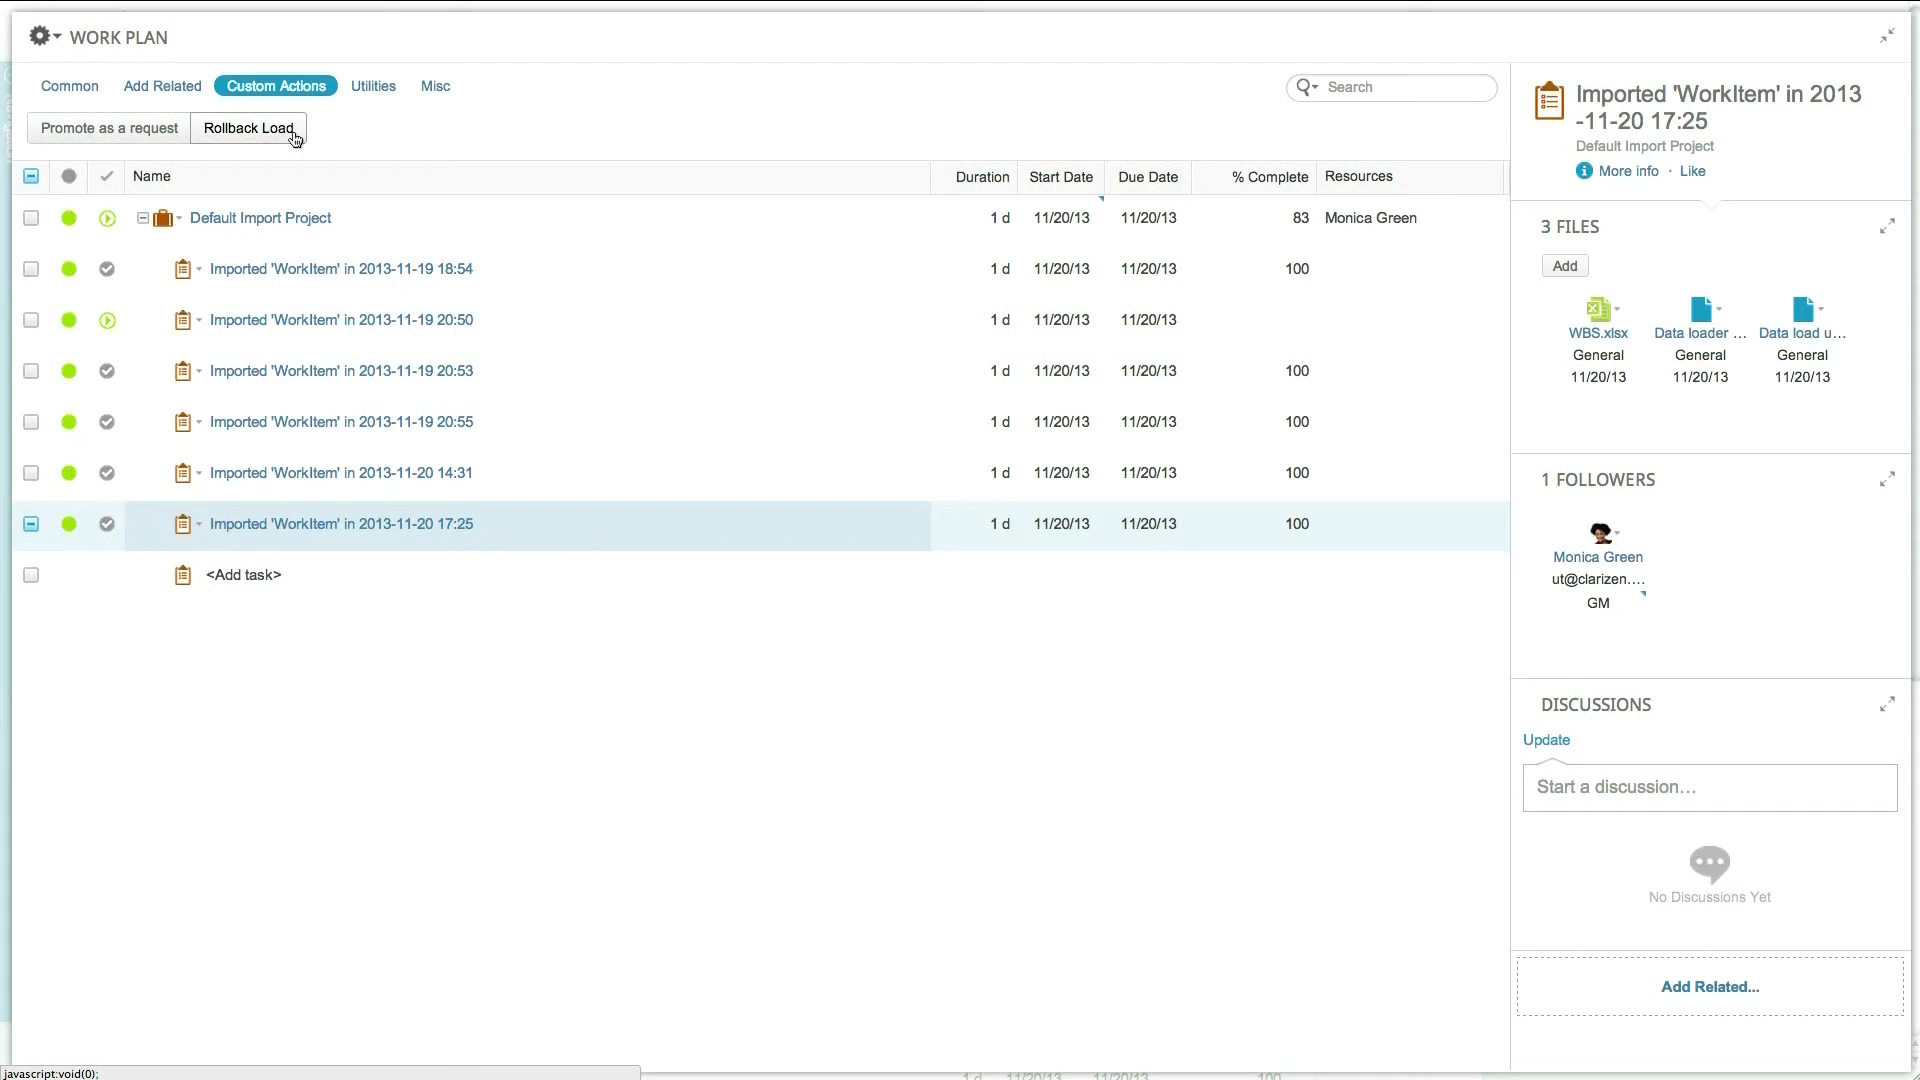 WORK PLAN
Common Add Related Custom Actions Utilities Misc
Search
Promote as a request Rollback Load
Name Duration Start Date Due Date % Complete Resources
Default Import Project 1 d 11/20/13 11/20/13 83 Monica Green
Imported 'WorkItem' in 2013-11-19 18:54 1 d 11/20/13 11/20/13 100
Imported 'WorkItem' in 2013-11-19 20:50 1 d 11/20/13 11/20/13
Imported 'WorkItem' in 2013-11-19 20:53 1 d 11/20/13 11/20/13 100
Imported 'WorkItem' in 2013-11-19 20:55 1 d 11/20/13 11/20/13 100
Imported 'WorkItem' in 2013-11-20 14:31 1 d 11/20/13 11/20/13 100
Imported 'WorkItem' in 2013-11-20 17:25 1 d 11/20/13 11/20/13 100
<Add task>
Imported 'WorkItem' in 2013
-11-20 17:25
Default Import Project
More info · Like
3 FILES
Add
WBS.xlsx Data loader ... Data load u...
General General General
11/20/13 11/20/13 11/20/13
1 FOLLOWERS
Monica Green
ut@clarizen....
GM
DISCUSSIONS
Update
Start a discussion...
No Discussions Yet
Add Related...
javascript:void(0);
1 d 11/20/13 11/20/13 100